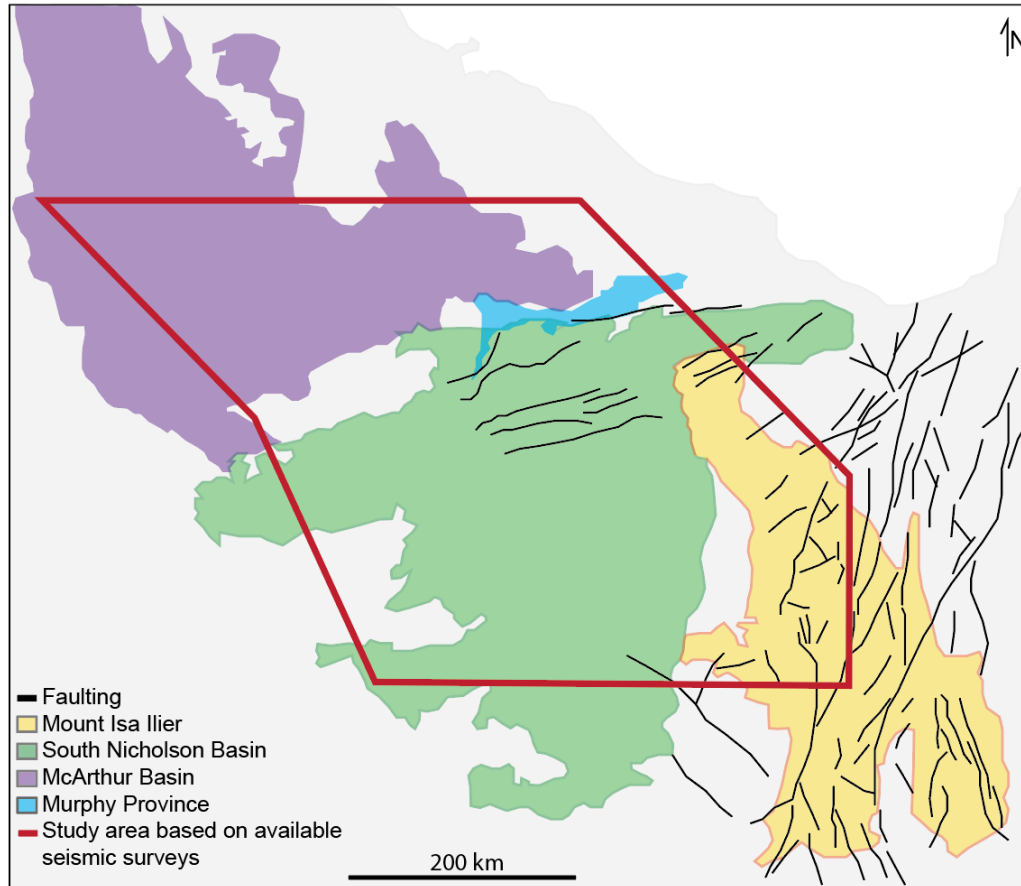 N
Faulting
Mount Isa Ilier
South Nicholson Basin
McArthur Basin
Murphy Province
Study area based on available
seismic surveys
200 km